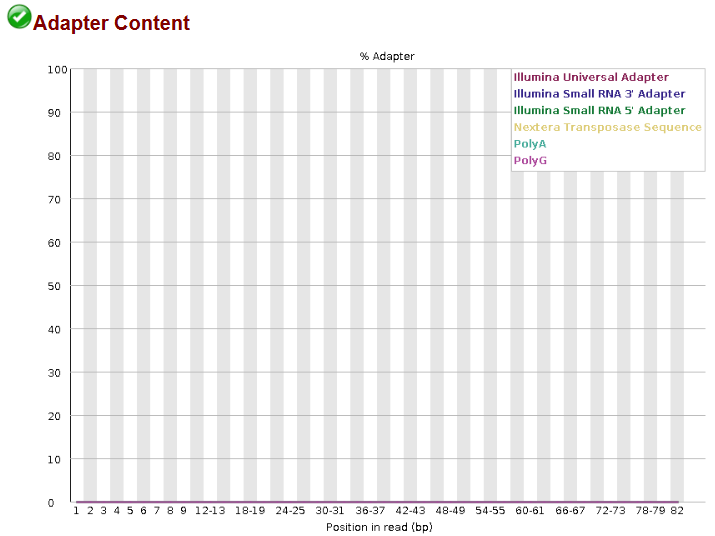 Adapter Content
% Adapter
100
90
80
70
60
50
40
30
20
10
0
Illumina Universal Adapter
Illumina Small RNA 3' Adapter
Illumina Small RNA 5' Adapter
Nextera Transposase Sequence
PolyA
PolyG
1 2 3 4 5 6 7 8 9 12-13 18-19 24-25 30-31 36-37 42-43 48-49 54-55 60-61 66-67 72-73 78-79 82
Position in read (bp)